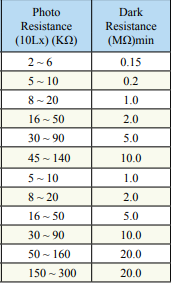 Photo Dark
Resistance Resistance
(10Lx) (KΩ) (MΩ)min
2 ~ 6 0.15
5 ~ 10 0.2
8 ~ 20 1.0
16 ~ 50 2.0
30 ~ 90 5.0
45 ~ 140 10.0
5 ~ 10 1.0
8 ~ 20 2.0
16 ~ 50 5.0
30 ~ 90 10.0
50 ~ 160 20.0
150 ~ 300 20.0